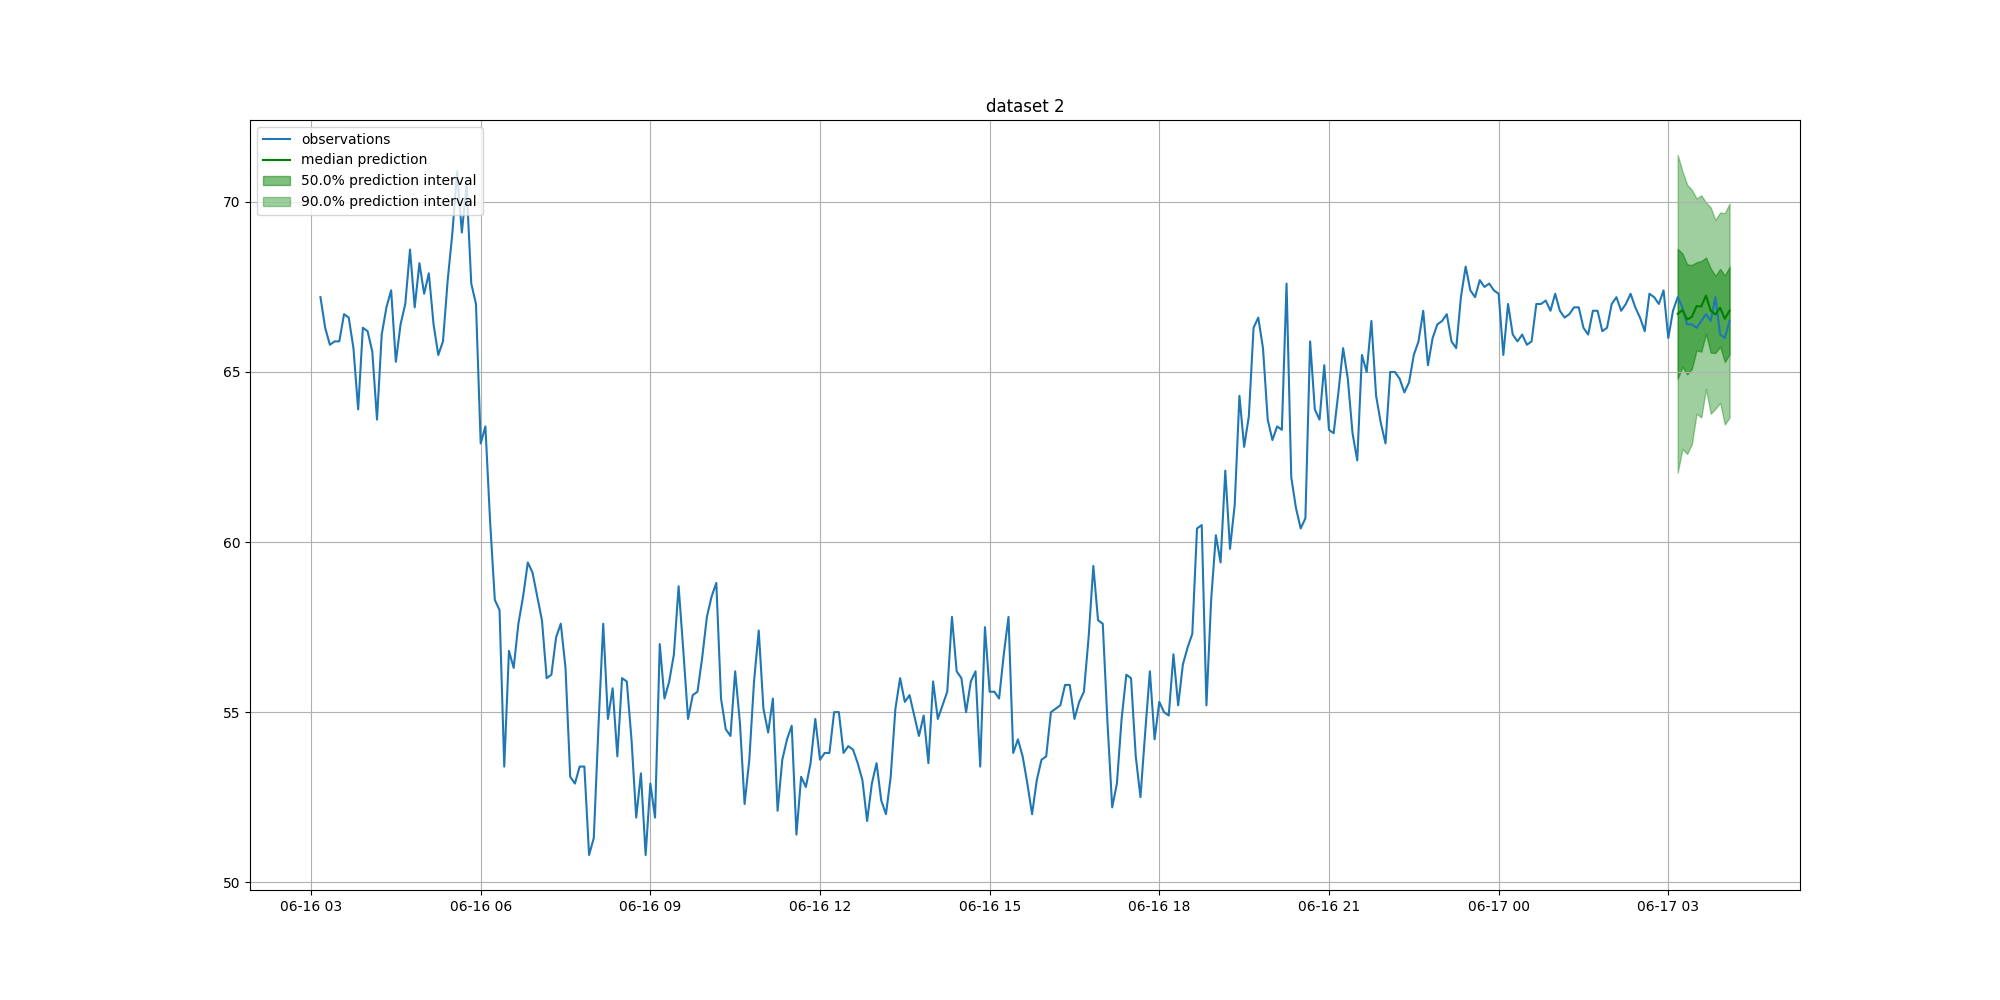 dataset 2
observations
median prediction
50.0% prediction interval
90.0% prediction interval
70
65
60
55
50
06-16 03
06-16 06
06-16 09
06-16 12
06-16 15
06-16 18
06-16 21
06-17 00
06-17 03